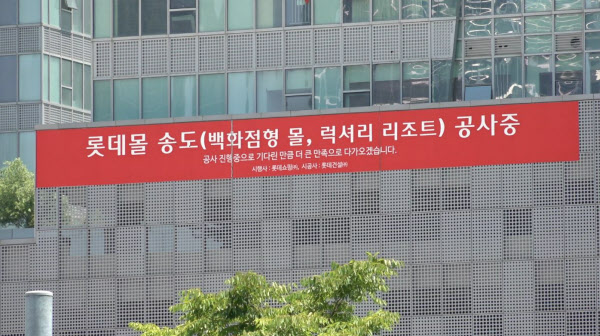 롯데몰 송도(백화점형 몰, 럭셔리 리조트) 공사중
공사 진행중으로 기다린 만큼 더 큰 만족으로 다가오겠습니다.
시행사 : 롯데쇼핑㈜, 시공사 : 롯데건설㈜